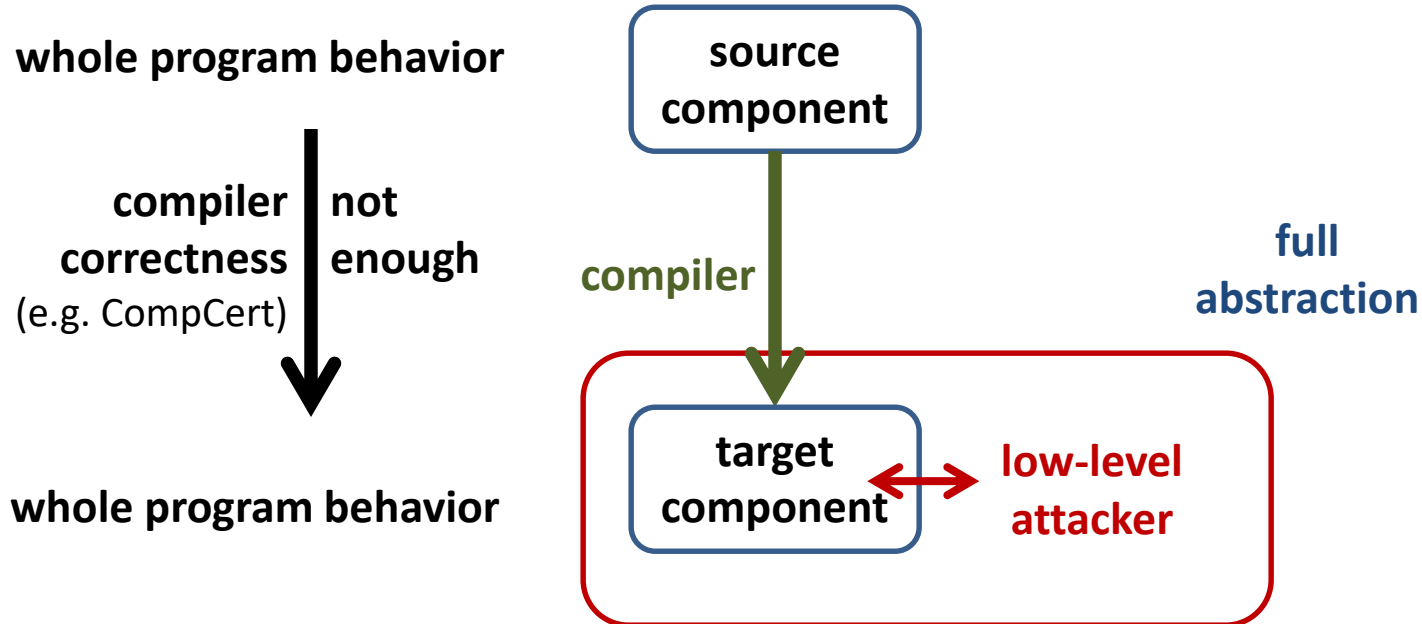 whole program behavior
compiler not
correctness enough
(e.g. CompCert)
whole program behavior
source
component
compiler
full
abstraction
target
component
low-level
attacker